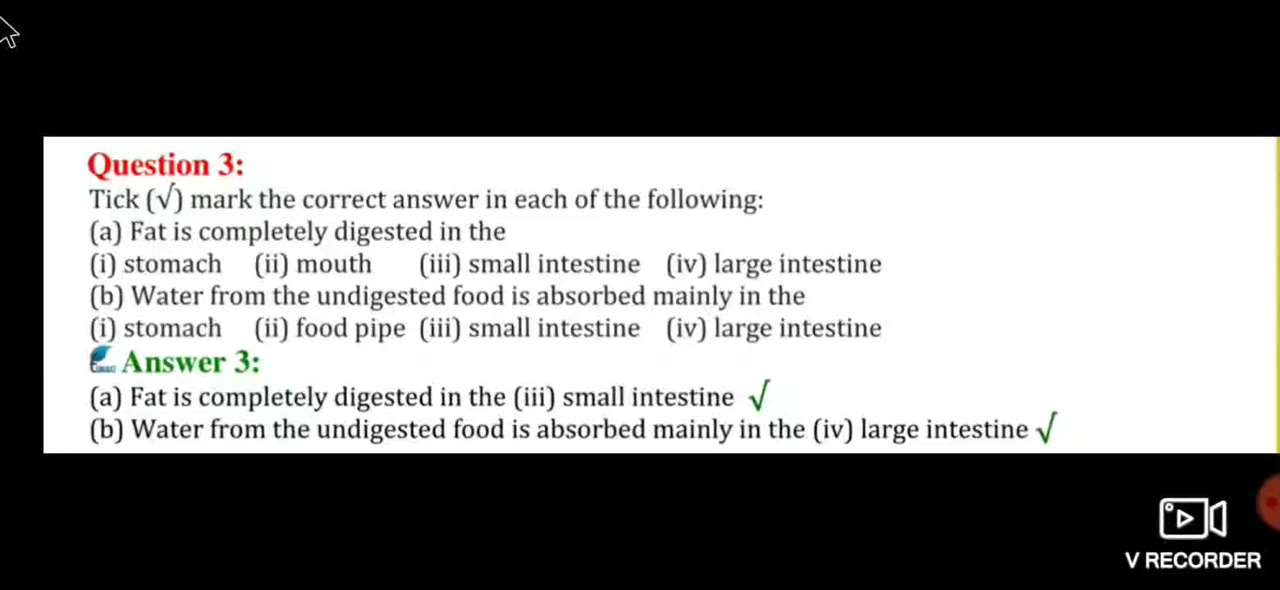 Question 3:
Tick (√) mark the correct answer in each of the following:
(a) Fat is completely digested in the
(i) stomach (ii) mouth (iii) small intestine (iv) large intestine
(b) Water from the undigested food is absorbed mainly in the
(i) stomach (ii) food pipe (iii) small intestine (iv) large intestine
Answer 3:
(a) Fat is completely digested in the (iii) small intestine √
(b) Water from the undigested food is absorbed mainly in the (iv) large intestine √
V RECORDER